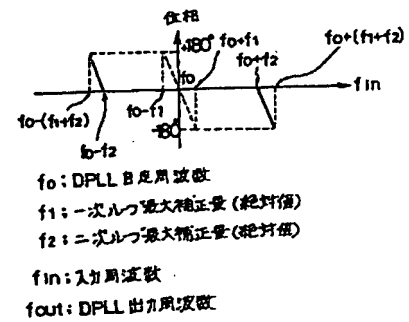 位相
+180°
fo+f1
fo+(f1+f2)
fo
fo+f2
fin
fo-(f1+f2)
fo-f2
fo-f1
-180°
fo;DPLL自走周波数
f1;一次ループ最大補正量(絶対値)
f2;二次ループ最大補正量(絶対値)
fin;入力周波数
fout;DPLL出力周波数